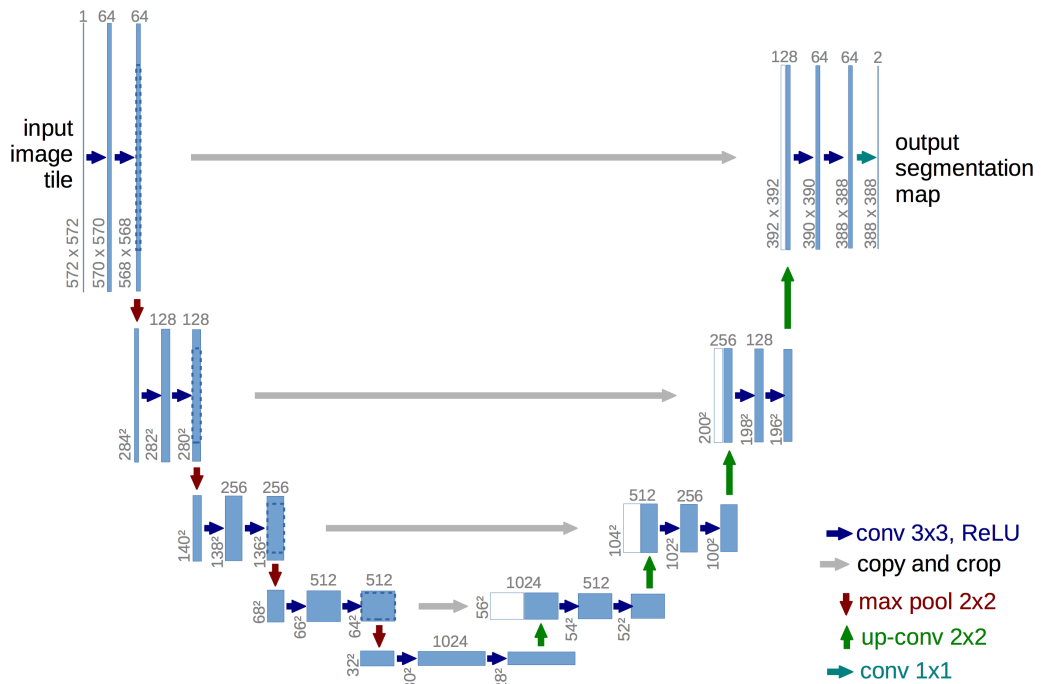 1 64 64
128 64 64 2
input
image
tile
output
segmentation
map
572 x 572
570 x 570
568 x 568
392 x 392
390 x 390
388 x 388
388 x 388
128 128
256 128
284²
282²
280²
200²
198²
196²
256 256
512 256
140²
138²
136²
104²
102²
100²
512 512
1024 512
68²
66²
64²
56²
54²
52²
1024
32²
conv 3x3, ReLU
copy and crop
max pool 2x2
up-conv 2x2
conv 1x1